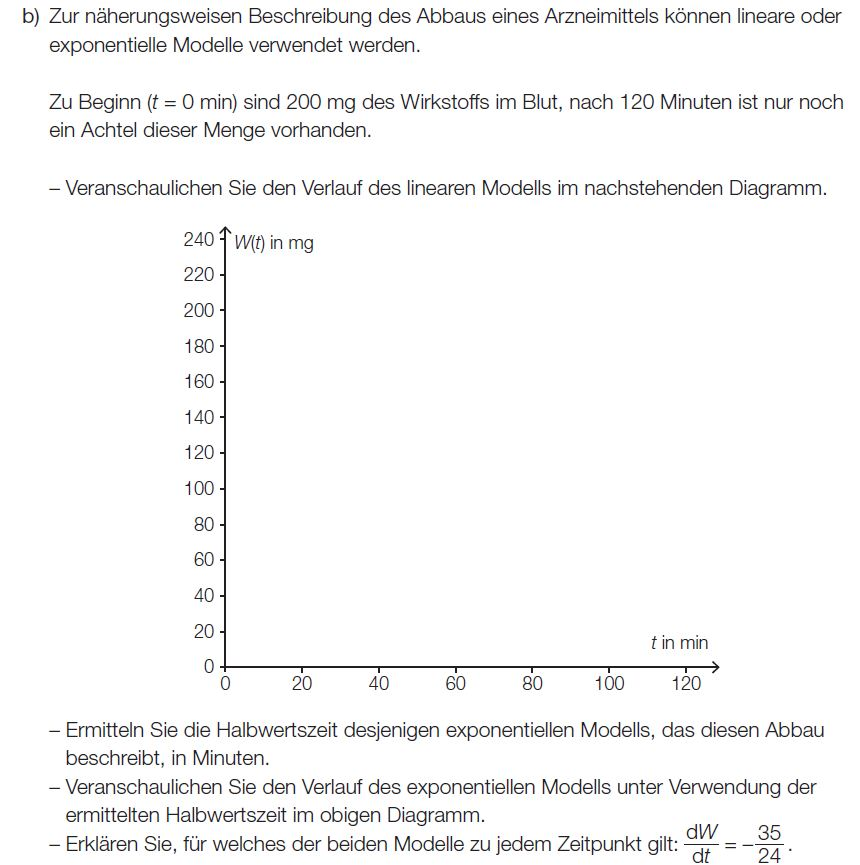 b) Zur näherungsweisen Beschreibung des Abbaus eines Arzneimittels können lineare oder
exponentielle Modelle verwendet werden.
Zu Beginn (t = 0 min) sind 200 mg des Wirkstoffs im Blut, nach 120 Minuten ist nur noch
ein Achtel dieser Menge vorhanden.
– Veranschaulichen Sie den Verlauf des linearen Modells im nachstehenden Diagramm.
240 W(t) in mg
220
200
180
160
140
120
100
80
60
40
20
t in min
0
0 20 40 60 80 100 120
– Ermitteln Sie die Halbwertszeit desjenigen exponentiellen Modells, das diesen Abbau
beschreibt, in Minuten.
– Veranschaulichen Sie den Verlauf des exponentiellen Modells unter Verwendung der
ermittelten Halbwertszeit im obigen Diagramm.
– Erklären Sie, für welches der beiden Modelle zu jedem Zeitpunkt gilt: dW/dt = –35/24.